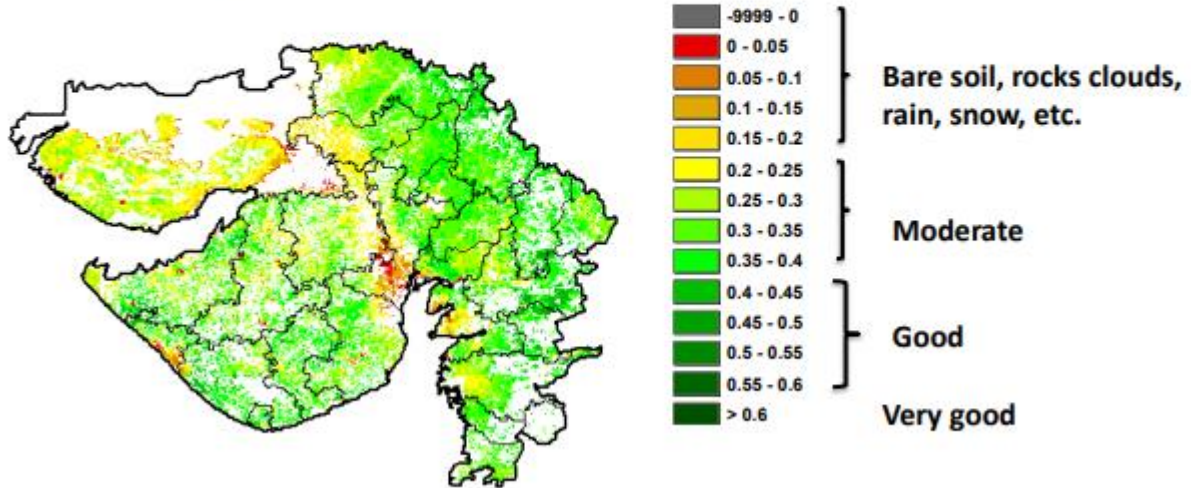 -9999 - 0
0 - 0.05
0.05 - 0.1
0.1 - 0.15
0.15 - 0.2
0.2 - 0.25
0.25 - 0.3
0.3 - 0.35
0.35 - 0.4
0.4 - 0.45
0.45 - 0.5
0.5 - 0.55
0.55 - 0.6
> 0.6
Bare soil, rocks clouds,
rain, snow, etc.
Moderate
Good
Very good